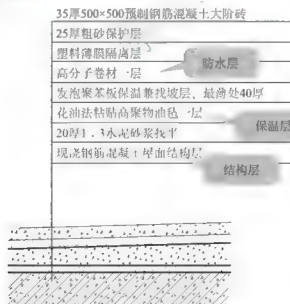 35厚500×500预制钢筋混凝土大阶砖
25厚粗砂保护层
塑料薄膜隔离层
防水层
高分子卷材一层
发泡聚苯板保温兼找坡层、最薄处40厚
花油法粘贴高聚物油毡一层
保温层
20厚1:3水泥砂浆找平
现浇钢筋混凝土屋面结构层
结构层